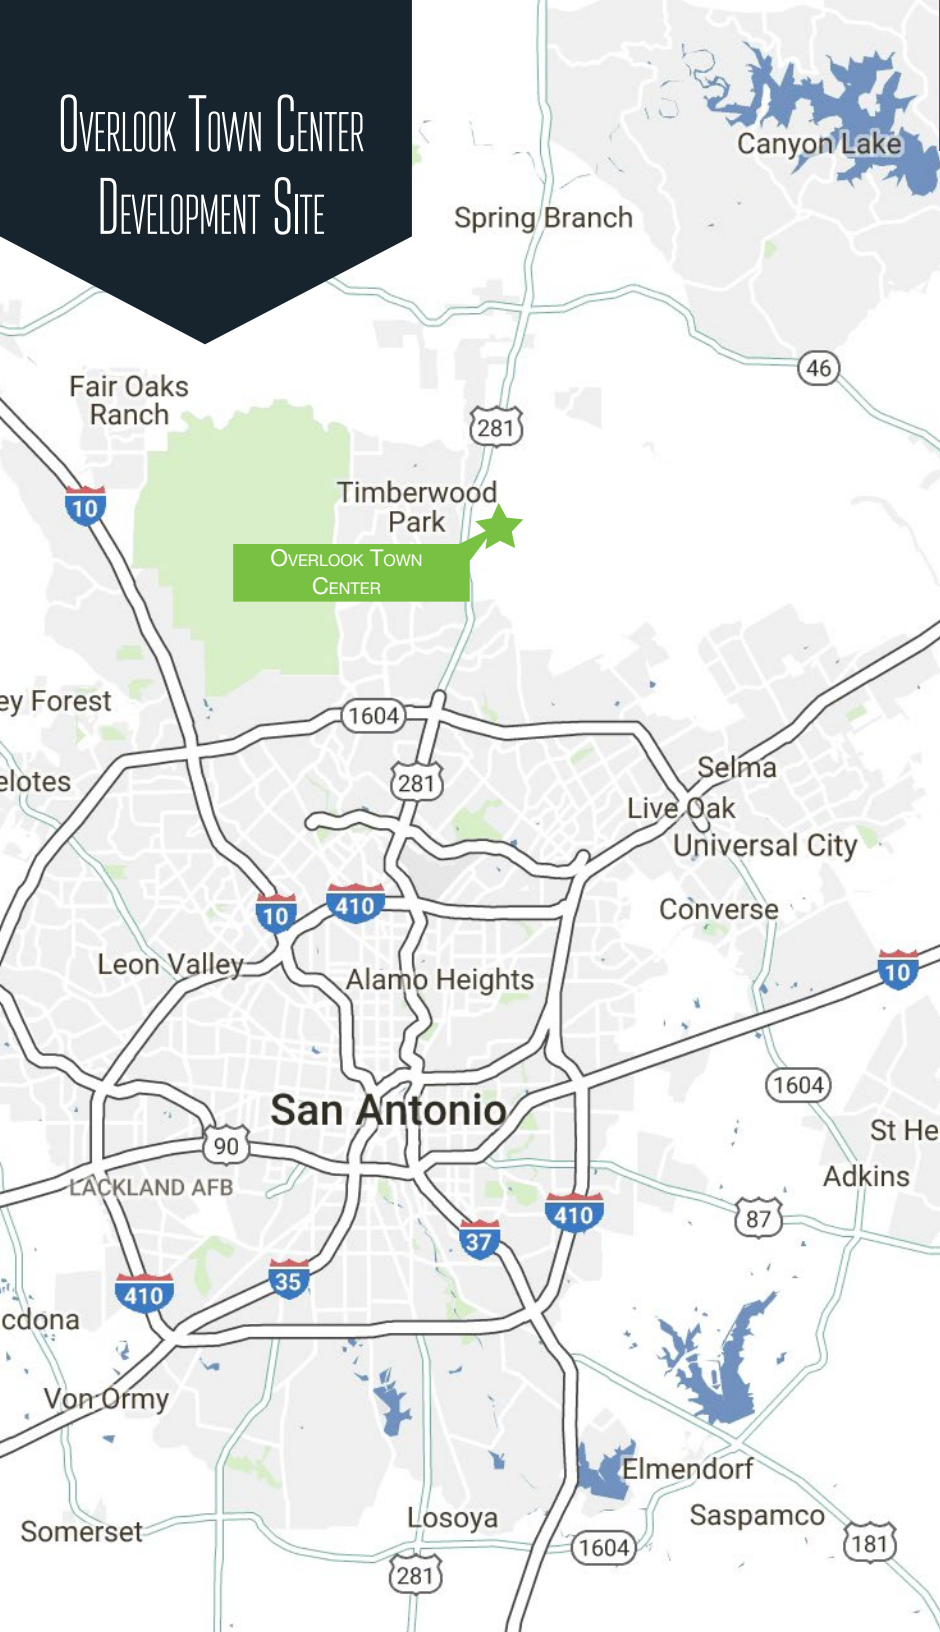 Overlook Town Center
Development Site
Canyon Lake
Spring Branch
46
Fair Oaks
Ranch
281
10
Timberwood
Park
Overlook Town
Center
ey Forest
1604
elotes
281
Selma
Live Oak
Universal City
10
410
Converse
Leon Valley
Alamo Heights
10
1604
San Antonio
St He
90
Adkins
LACKLAND AFB
87
410
37
35
410
cdona
Von Ormy
Elmendorf
Somerset
Losoya
Saspamco
1604
181
281